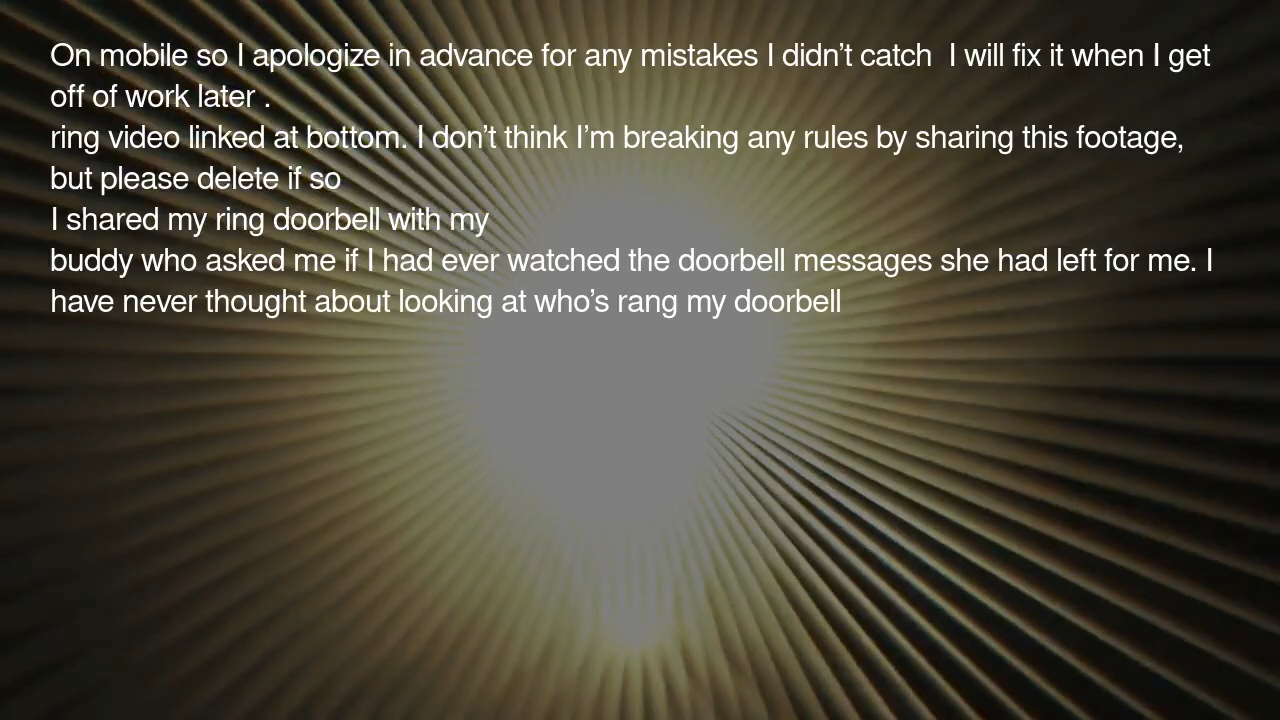 On mobile so I apologize in advance for any mistakes I didn’t catch  I will fix it when I get
off of work later .
ring video linked at bottom. I don’t think I’m breaking any rules by sharing this footage,
but please delete if so
I shared my ring doorbell with my
buddy who asked me if I had ever watched the doorbell messages she had left for me. I
have never thought about looking at who’s rang my doorbell